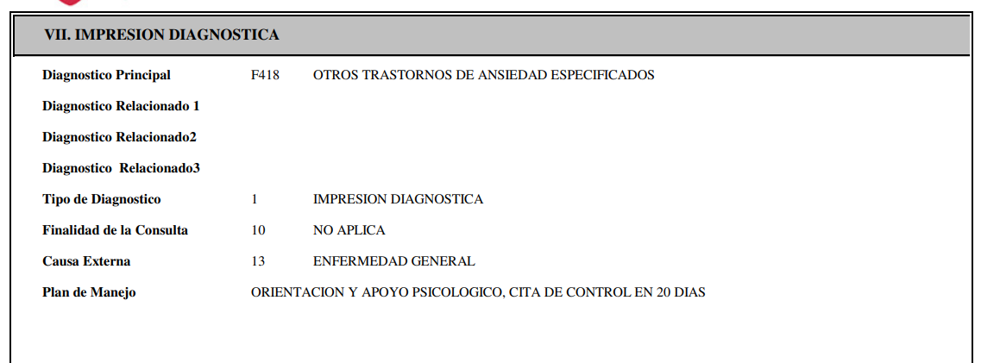 VII. IMPRESION DIAGNOSTICA
Diagnostico Principal F418 OTROS TRASTORNOS DE ANSIEDAD ESPECIFICADOS
Diagnostico Relacionado 1
Diagnostico Relacionado2
Diagnostico Relacionado3
Tipo de Diagnostico 1 IMPRESION DIAGNOSTICA
Finalidad de la Consulta 10 NO APLICA
Causa Externa 13 ENFERMEDAD GENERAL
Plan de Manejo ORIENTACION Y APOYO PSICOLOGICO, CITA DE CONTROL EN 20 DIAS